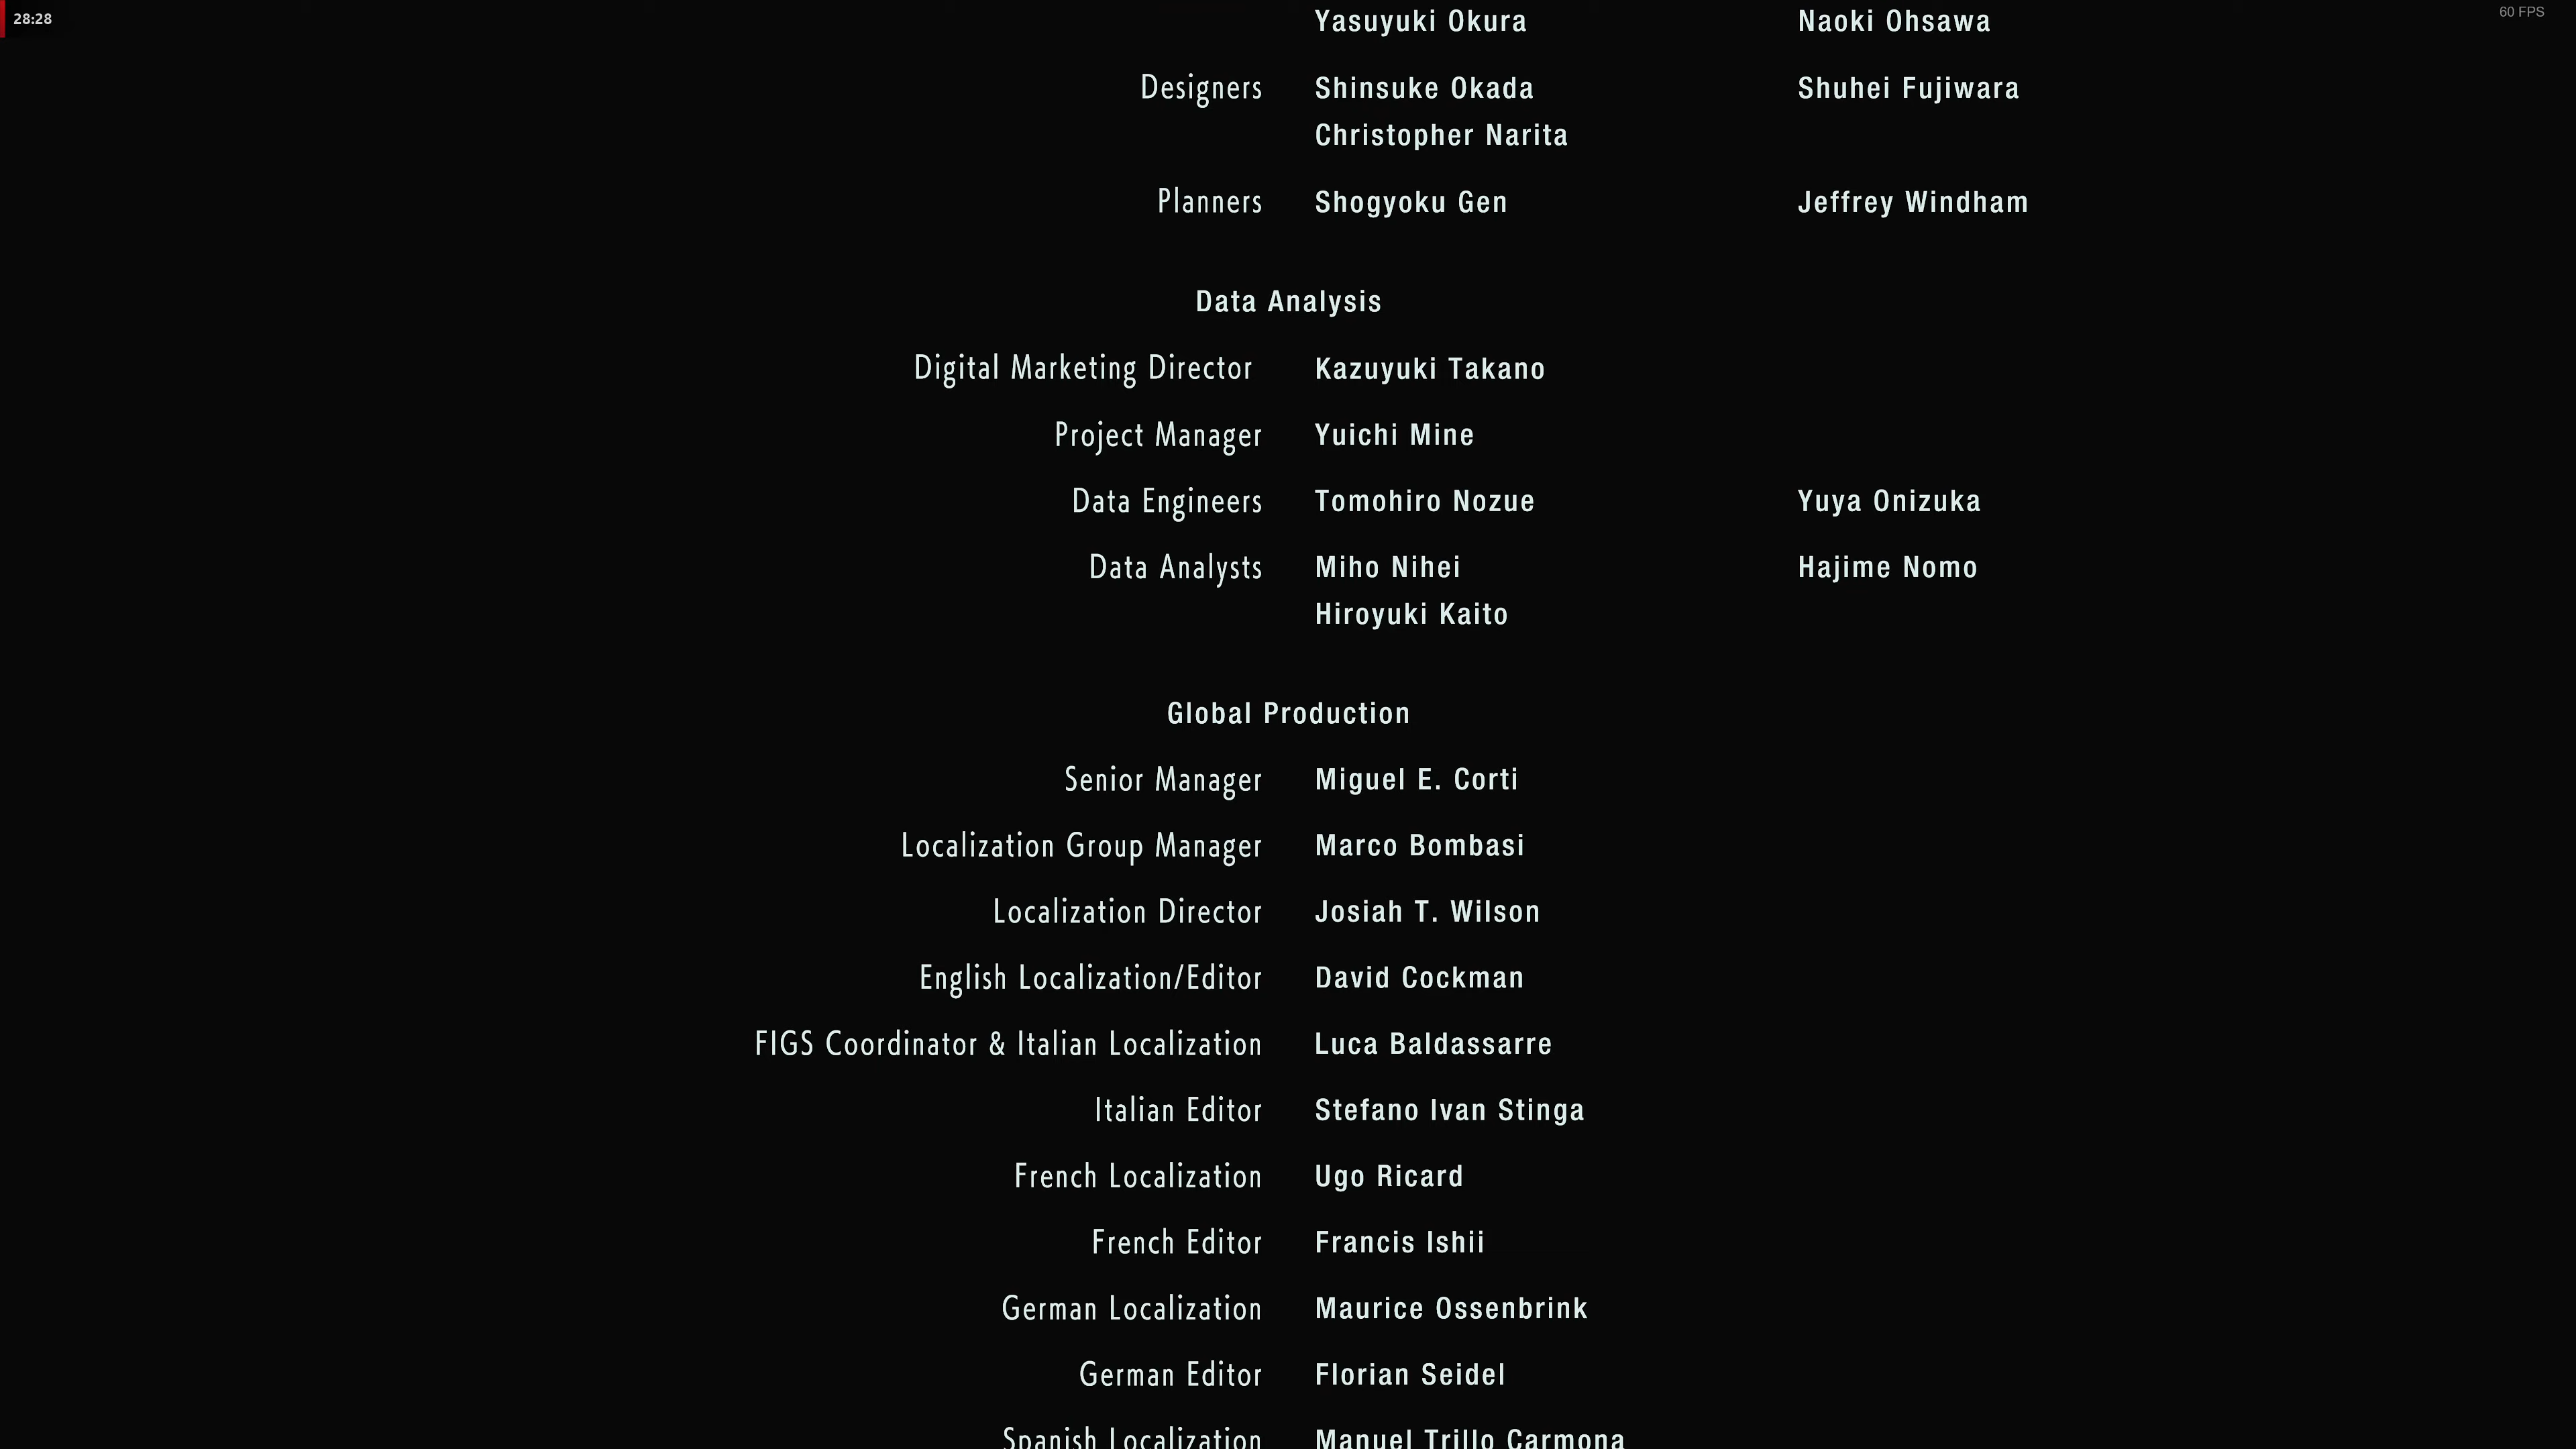 28:28
60 FPS
Yasuyuki Okura Naoki Ohsawa
Designers Shinsuke Okada Shuhei Fujiwara
Christopher Narita
Planners Shogyoku Gen Jeffrey Windham
Data Analysis
Digital Marketing Director Kazuyuki Takano
Project Manager Yuichi Mine
Data Engineers Tomohiro Nozue Yuya Onizuka
Data Analysts Miho Nihei Hajime Nomo
Hiroyuki Kaito
Global Production
Senior Manager Miguel E. Corti
Localization Group Manager Marco Bombasi
Localization Director Josiah T. Wilson
English Localization/Editor David Cockman
FIGS Coordinator & Italian Localization Luca Baldassarre
Italian Editor Stefano Ivan Stinga
French Localization Ugo Ricard
French Editor Francis Ishii
German Localization Maurice Ossenbrink
German Editor Florian Seidel
Spanish Localization Manuel Trillo Carmona